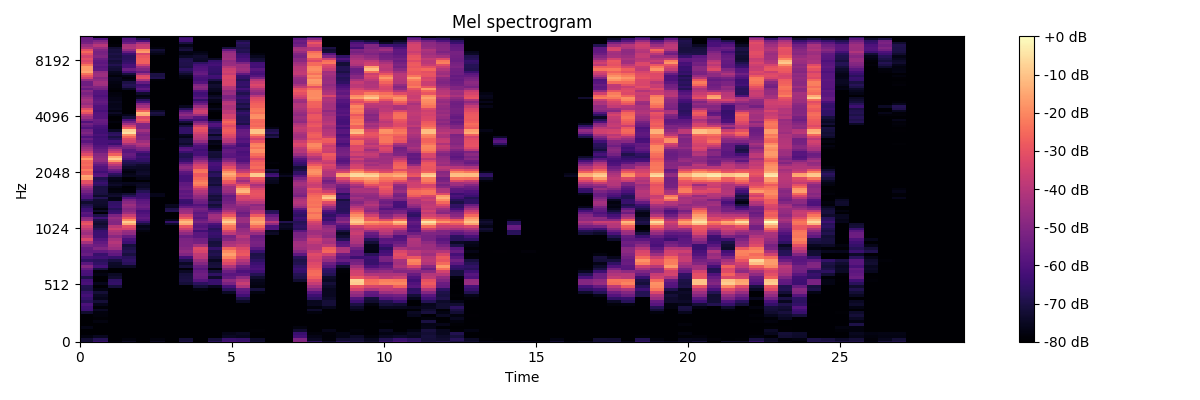 Mel spectrogram
8192
4096
2048
1024
512
0
Hz
0 5 10 15 20 25
Time
+0 dB
-10 dB
-20 dB
-30 dB
-40 dB
-50 dB
-60 dB
-70 dB
-80 dB